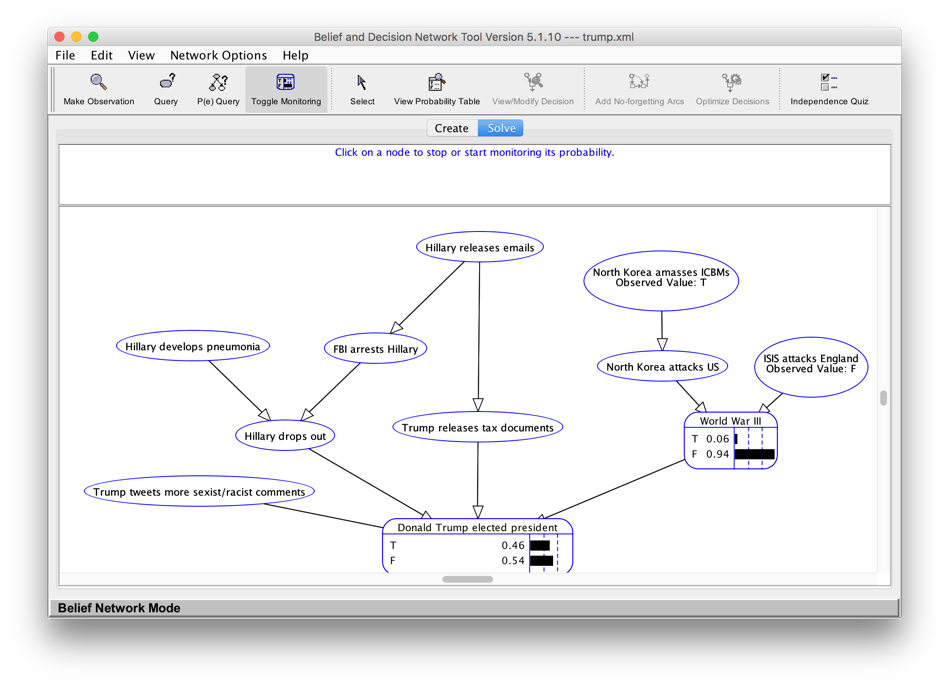 Belief and Decision Network Tool Version 5.1.10 --- trump.xml
File Edit View Network Options Help
Make Observation Query P(e) Query Toggle Monitoring Select View Probability Table View/Modify Decision Add No-forgetting Arcs Optimize Decisions Independence Quiz
Create Solve
Click on a node to stop or start monitoring its probability.
Hillary releases emails
North Korea amasses ICBMs
Observed Value: T
Hillary develops pneumonia
FBI arrests Hillary
North Korea attacks US
ISIS attacks England
Observed Value: F
Hillary drops out
Trump releases tax documents
World War III
T 0.06
F 0.94
Trump tweets more sexist/racist comments
Donald Trump elected president
T 0.46
F 0.54
Belief Network Mode